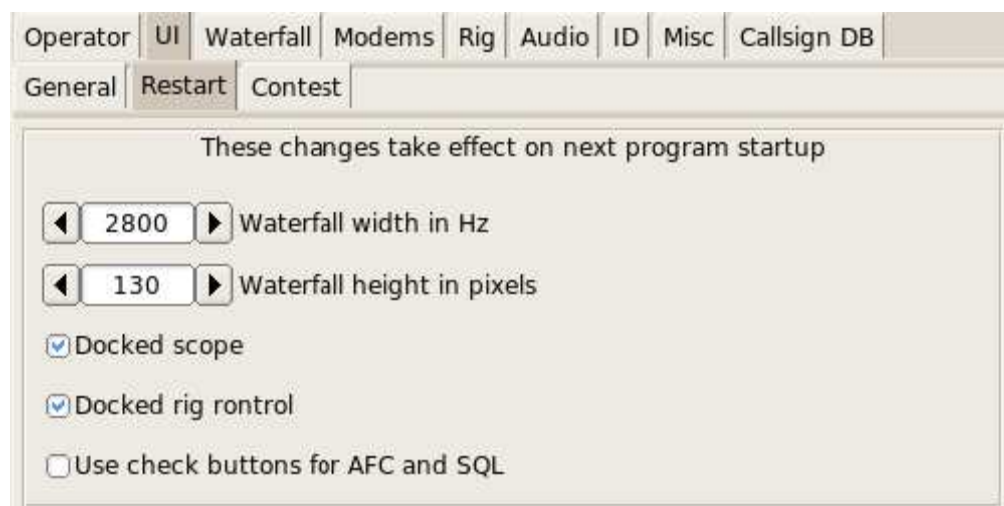 Operator UI Waterfall Modems Rig Audio ID Misc Callsign DB
General Restart Contest
These changes take effect on next program startup
2800 Waterfall width in Hz
130 Waterfall height in pixels
Docked scope
Docked rig rontrol
Use check buttons for AFC and SQL